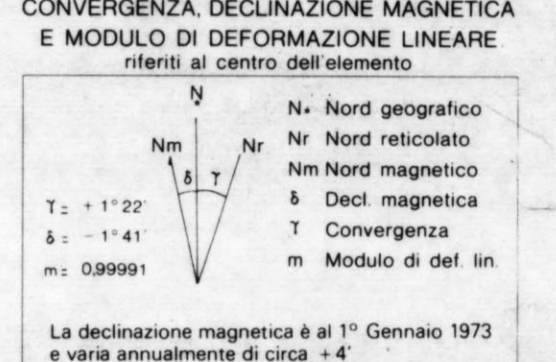 CONVERGENZA, DECLINAZIONE MAGNETICA
E MODULO DI DEFORMAZIONE LINEARE
riferiti al centro dell'elemento
N
Nm
Nr
δ
γ
γ = + 1° 22'
δ = - 1° 41'
m = 0,99991
N* Nord geografico
Nr Nord reticolato
Nm Nord magnetico
δ Decl. magnetica
γ Convergenza
m Modulo di def. lin.
La declinazione magnetica è al 1° Gennaio 1973
e varia annualmente di circa +4'